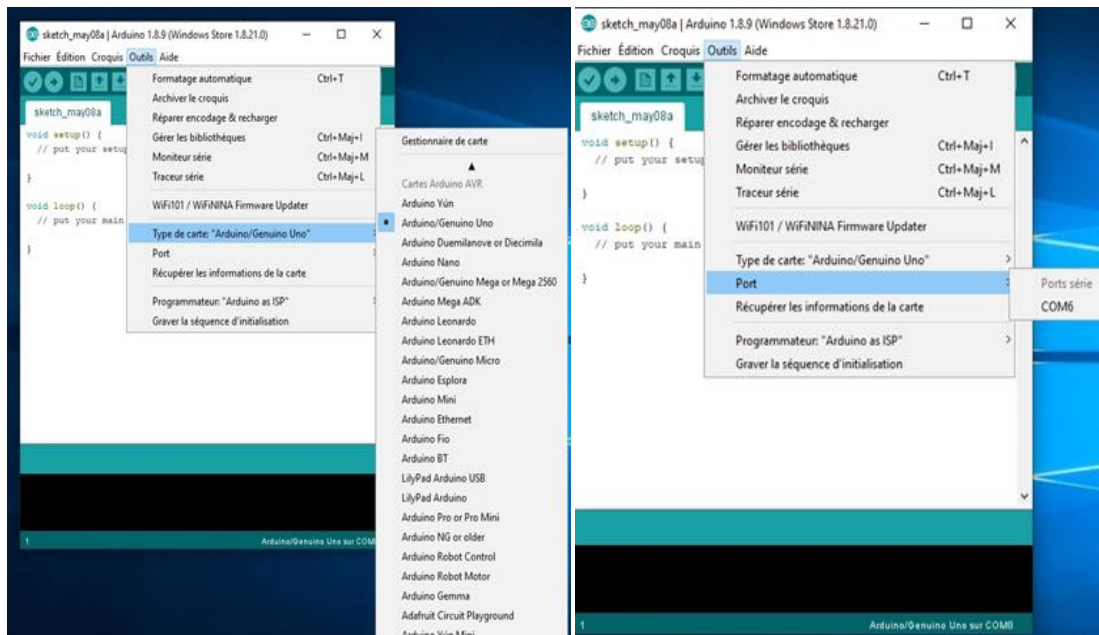 sketch_may08a | Arduino 1.8.9 (Windows Store 1.8.21.0)
Fichier Édition Croquis Outils Aide
sketch_may08a
void setup() {
// put your setup
}
void loop() {
// put your main
}
Formatage automatique Ctrl+T
Archiver le croquis
Réparer encodage & recharger
Gérer les bibliothèques Ctrl+Maj+I
Moniteur série Ctrl+Maj+M
Traceur série Ctrl+Maj+L
WiFi101 / WiFiNINA Firmware Updater
Type de carte: "Arduino/Genuino Uno"
Port
Récupérer les informations de la carte
Programmateur: "Arduino as ISP"
Graver la séquence d'initialisation
Gestionnaire de carte
Cartes Arduino AVR
Arduino Yún
Arduino/Genuino Uno
Arduino Duemilanove or Diecimila
Arduino Nano
Arduino/Genuino Mega or Mega 2560
Arduino Mega ADK
Arduino Leonardo
Arduino Leonardo ETH
Arduino/Genuino Micro
Arduino Esplora
Arduino Mini
Arduino Ethernet
Arduino Fio
Arduino BT
LilyPad Arduino USB
LilyPad Arduino
Arduino Pro or Pro Mini
Arduino NG or older
Arduino Robot Control
Arduino Robot Motor
Arduino Gemma
Adafruit Circuit Playground
Arduino Yún Mini
1 Arduino/Genuino Uno sur COM
sketch_may08a | Arduino 1.8.9 (Windows Store 1.8.21.0)
Fichier Édition Croquis Outils Aide
sketch_may08a
void setup() {
// put your setup
}
void loop() {
// put your main
}
Formatage automatique Ctrl+T
Archiver le croquis
Réparer encodage & recharger
Gérer les bibliothèques Ctrl+Maj+I
Moniteur série Ctrl+Maj+M
Traceur série Ctrl+Maj+L
WiFi101 / WiFiNINA Firmware Updater
Type de carte: "Arduino/Genuino Uno"
Port
Récupérer les informations de la carte
Programmateur: "Arduino as ISP"
Graver la séquence d'initialisation
Ports série
COM6
1 Arduino/Genuino Uno sur